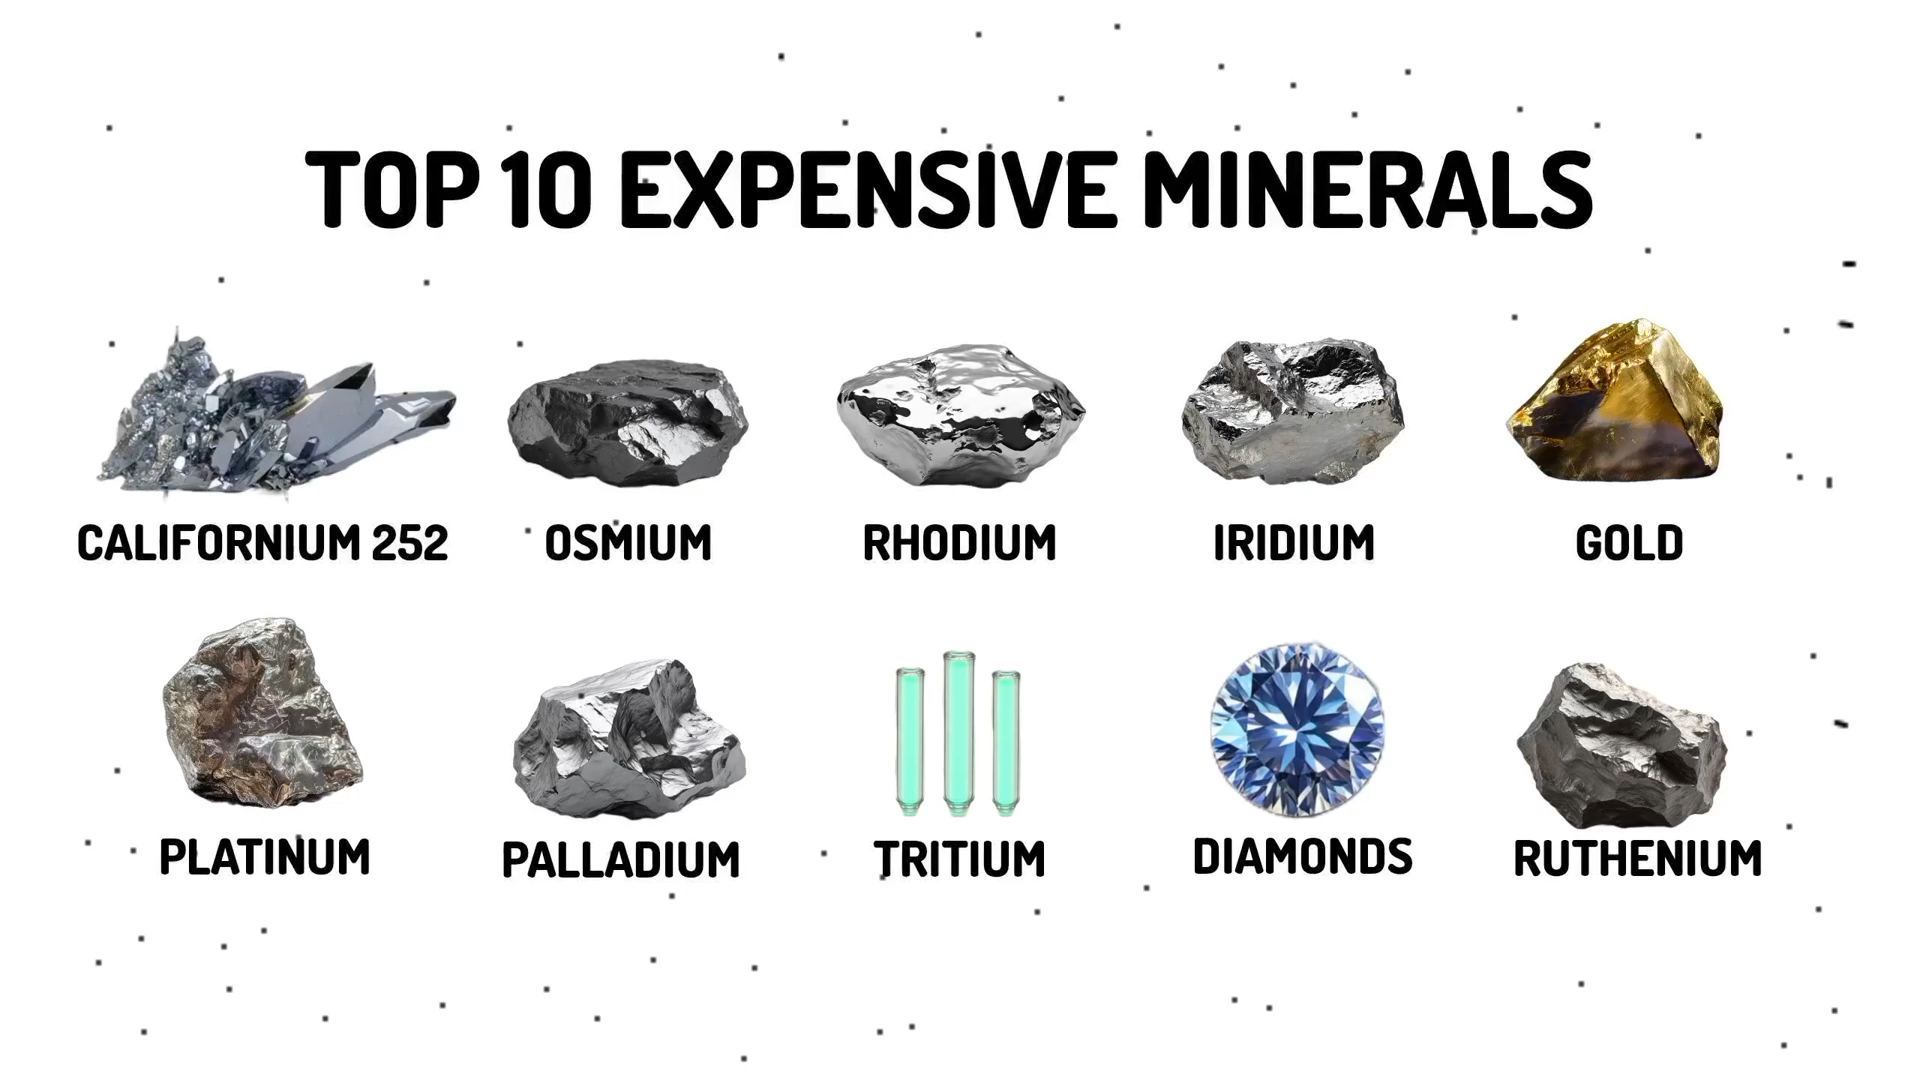 TOP 10 EXPENSIVE MINERALS
CALIFORNIUM 252
OSMIUM
RHODIUM
IRIDIUM
GOLD
PLATINUM
PALLADIUM
TRITIUM
DIAMONDS
RUTHENIUM